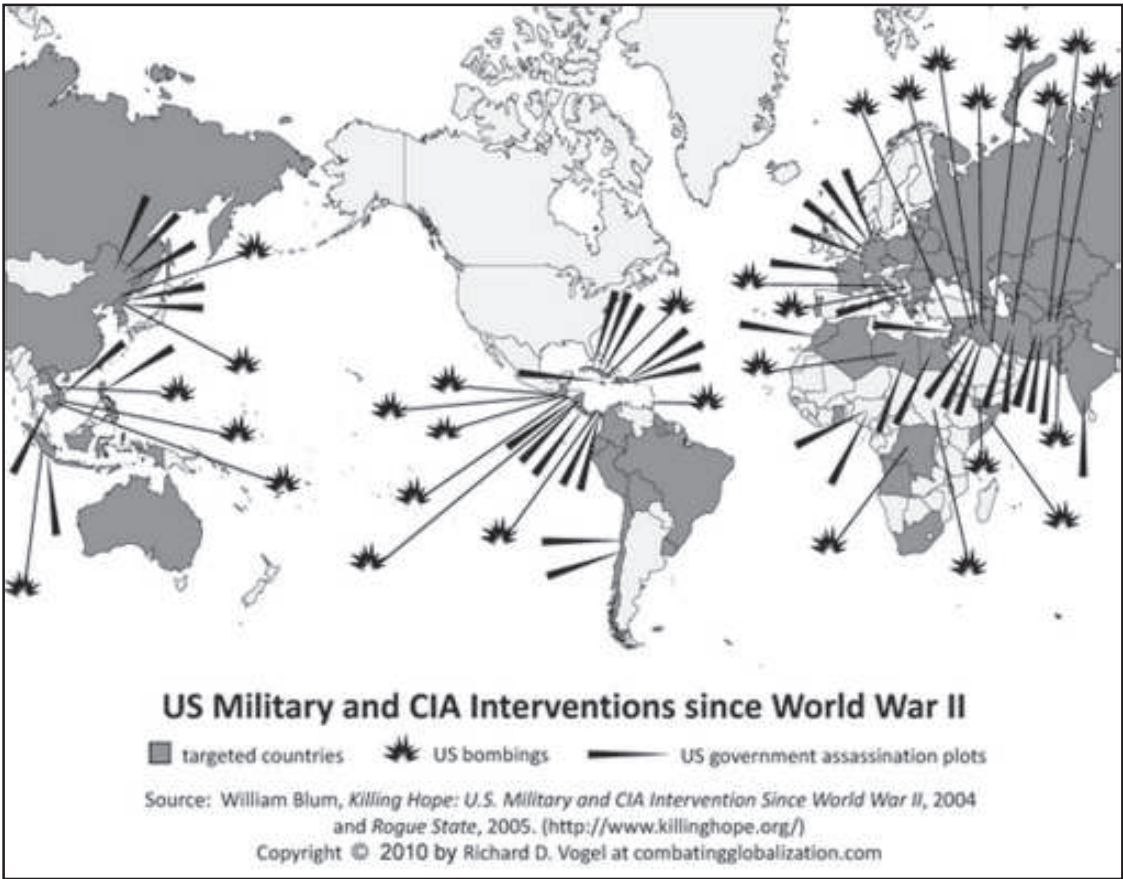 US Military and CIA Interventions since World War II
targeted countries US bombings US government assassination plots
Source: William Blum, Killing Hope: U.S. Military and CIA Intervention Since World War II, 2004
and Rogue State, 2005. (http://www.killinghope.org/)
Copyright © 2010 by Richard D. Vogel at combatingglobalization.com